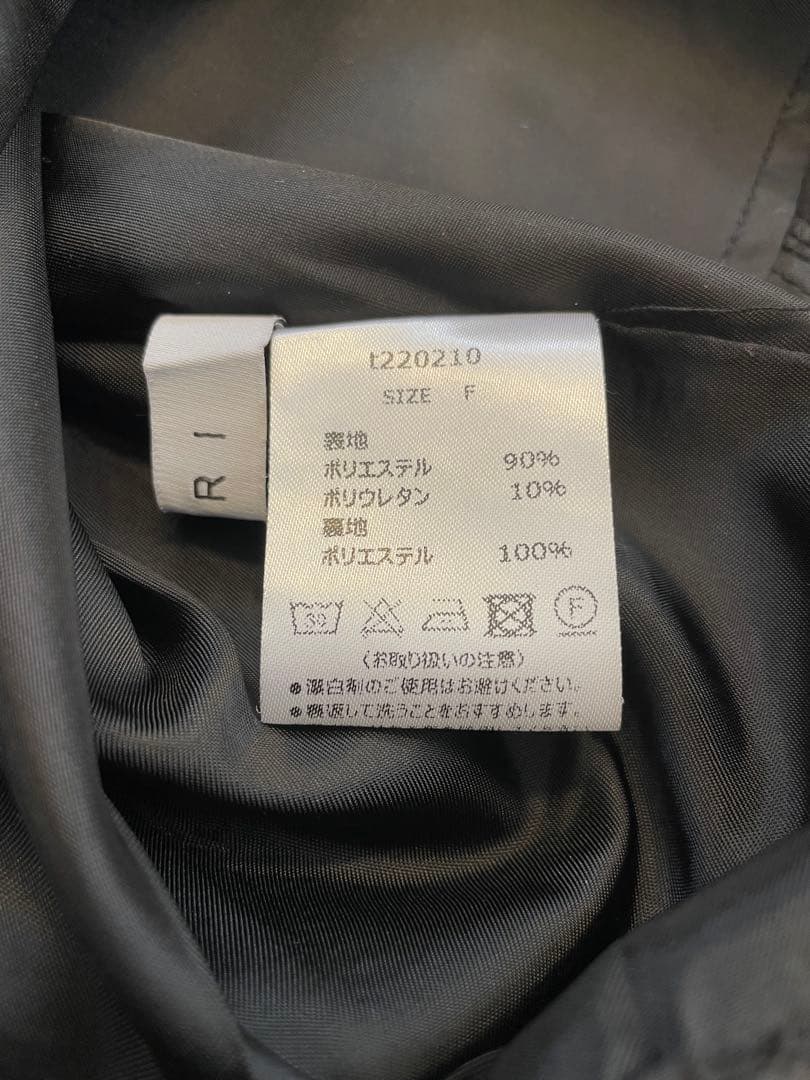 t220210
SIZE F
表地
ポリエステル 90%
ポリウレタン 10%
裏地
ポリエステル 100%
30
F
(お取り扱いの注意)
●漂白剤のご使用はお避けください。
●裏返して洗うことをおすすめします。
RI